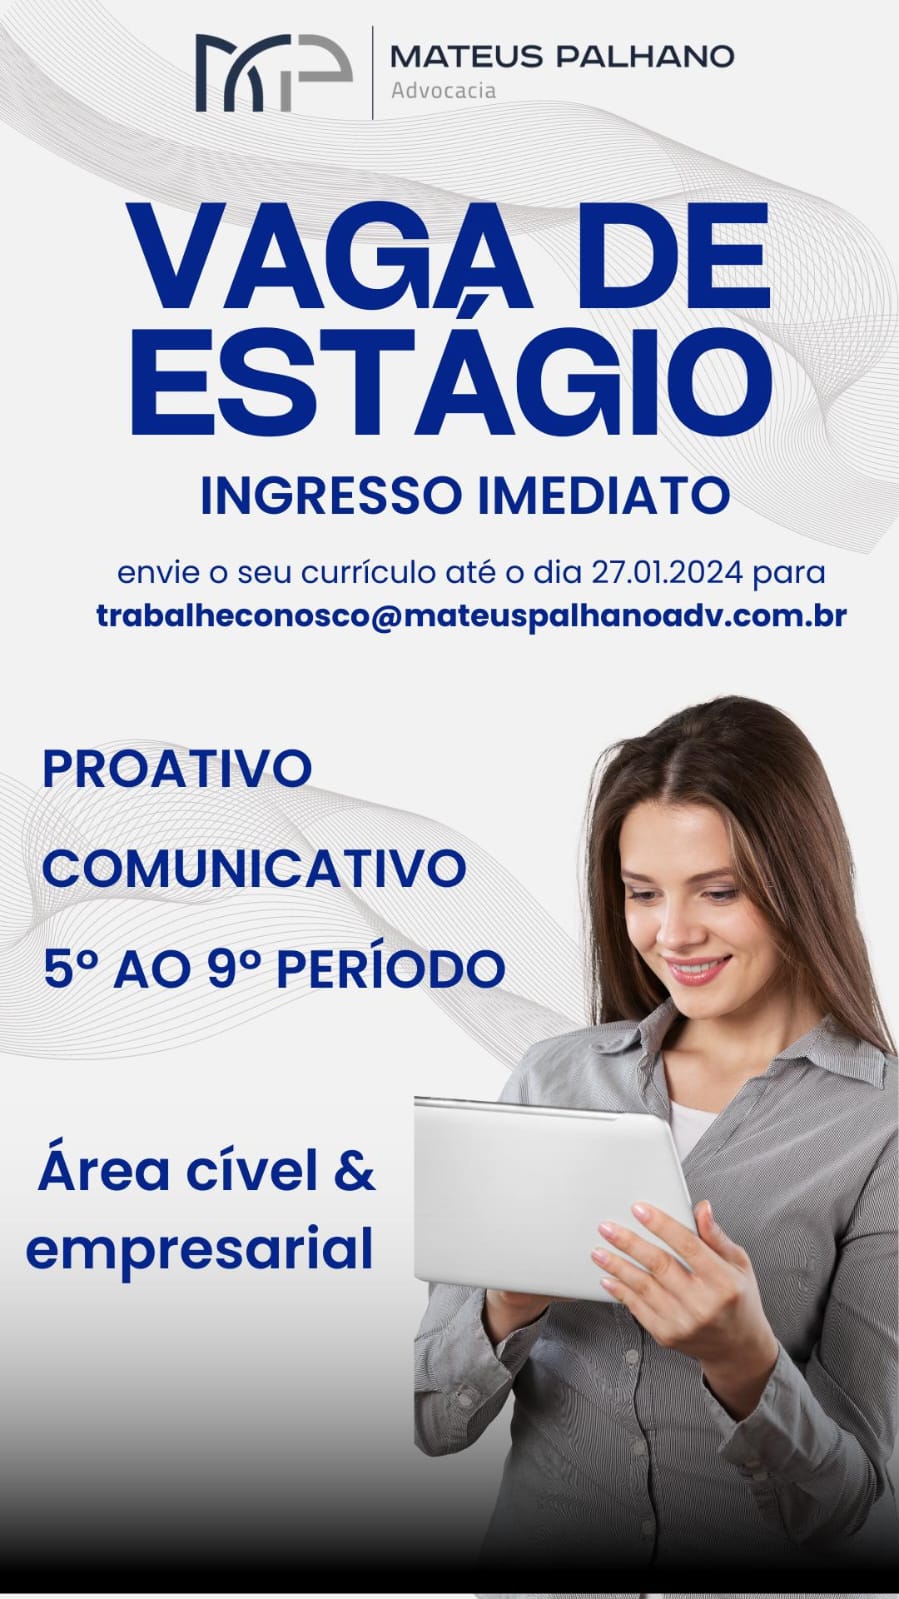 MATEUS PALHANO
Advocacia
VAGA DE
ESTÁGIO
INGRESSO IMEDIATO
envie o seu currículo até o dia 27.01.2024 para
trabalheconosco@mateuspalhanoadv.com.br
PROATIVO
COMUNICATIVO
5º AO 9º PERÍODO
Área cível &
empresarial